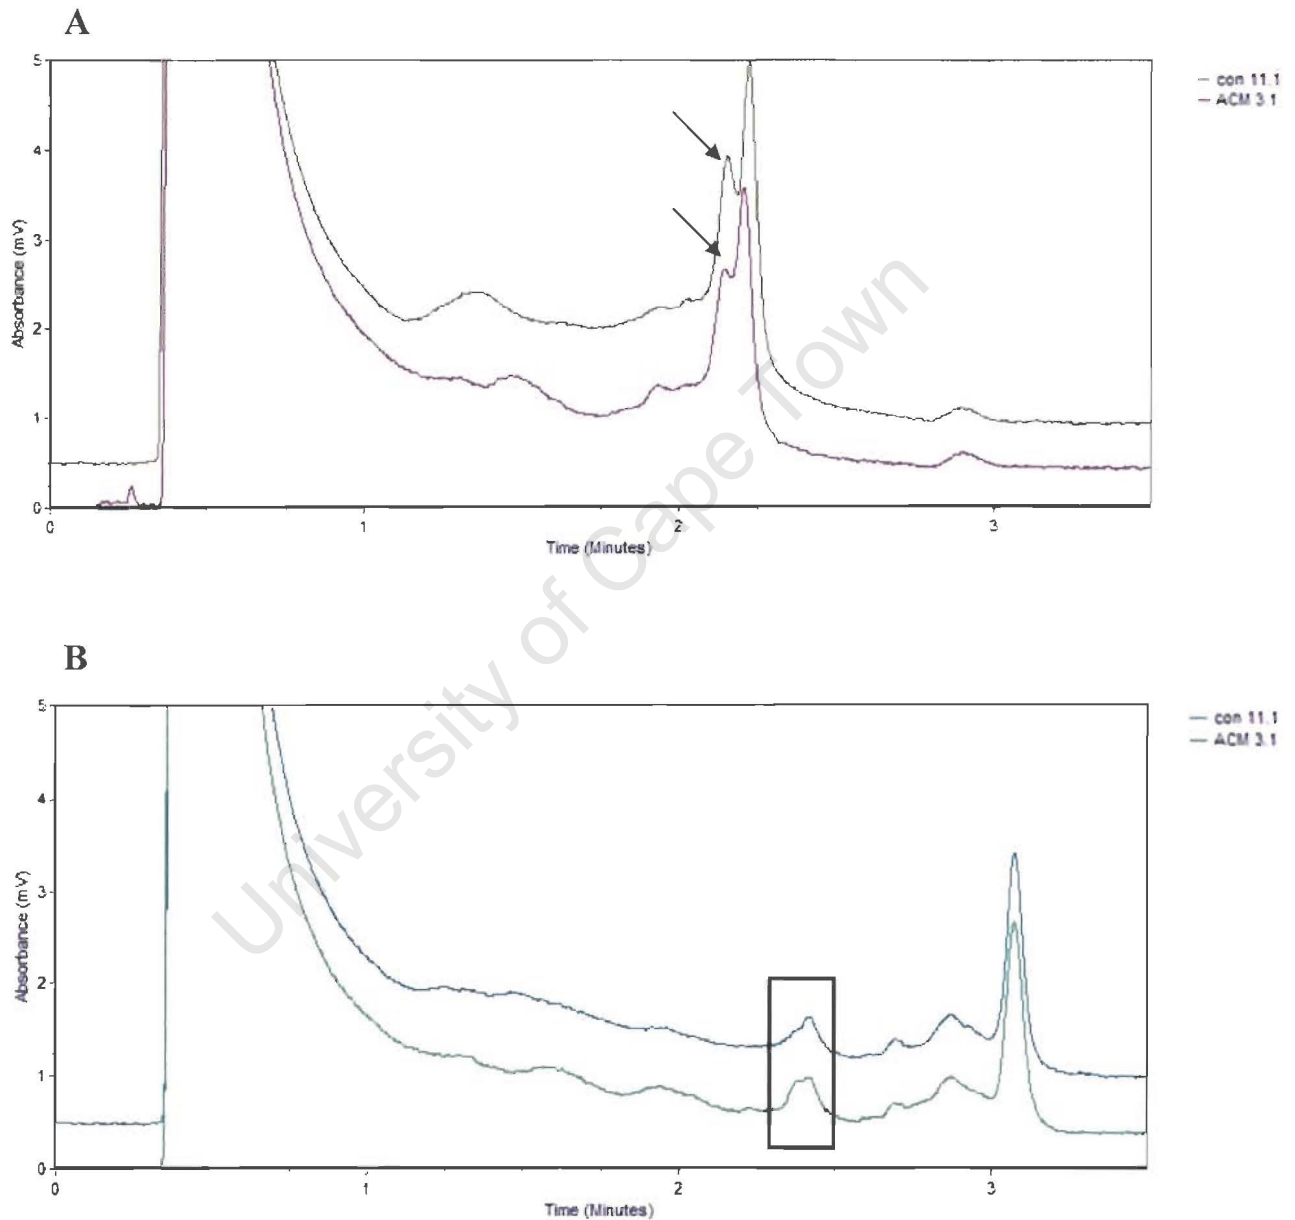 A
5
4
3
2
1
0
Absorbance (mV)
0 1 2 3
Time (Minutes)
con 11.1
ACM 3.1
University of Cape Town
B
5
4
3
2
1
0
Absorbance (mV)
0 1 2 3
Time (Minutes)
con 11.1
ACM 3.1